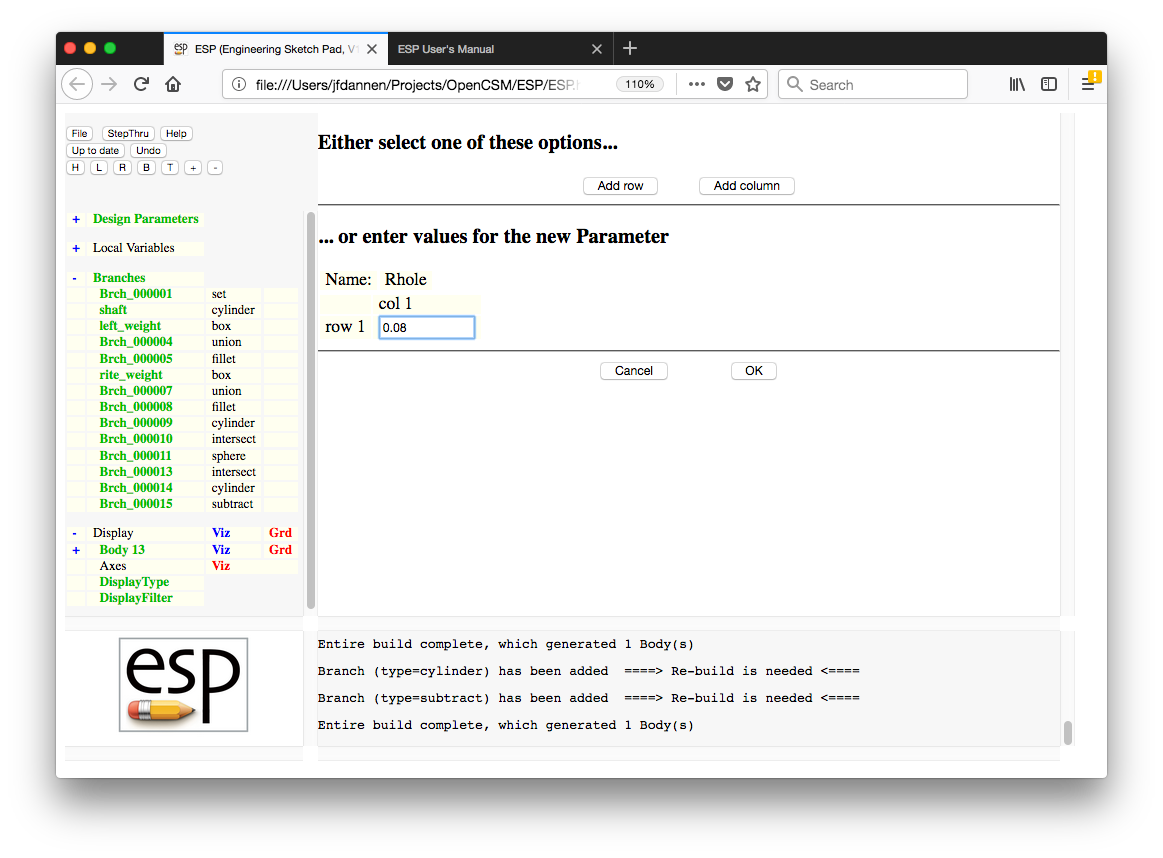 esp ESP (Engineering Sketch Pad, V1 ESP User's Manual
file:///Users/jfdannen/Projects/OpenCSM/ESP/ESP. 110% Search
File StepThru Help
Up to date Undo
H L R B T + -
+ Design Parameters
+ Local Variables
- Branches
Brch_000001 set
shaft cylinder
left_weight box
Brch_000004 union
Brch_000005 fillet
rite_weight box
Brch_000007 union
Brch_000008 fillet
Brch_000009 cylinder
Brch_000010 intersect
Brch_000011 sphere
Brch_000013 intersect
Brch_000014 cylinder
Brch_000015 subtract
- Display Viz Grd
+ Body 13 Viz Grd
Axes Viz
DisplayType
DisplayFilter
Either select one of these options...
Add row Add column
... or enter values for the new Parameter
Name: Rhole
col 1
row 1 0.08
Cancel OK
esp
Entire build complete, which generated 1 Body(s)
Branch (type=cylinder) has been added ====> Re-build is needed <====
Branch (type=subtract) has been added ====> Re-build is needed <====
Entire build complete, which generated 1 Body(s)